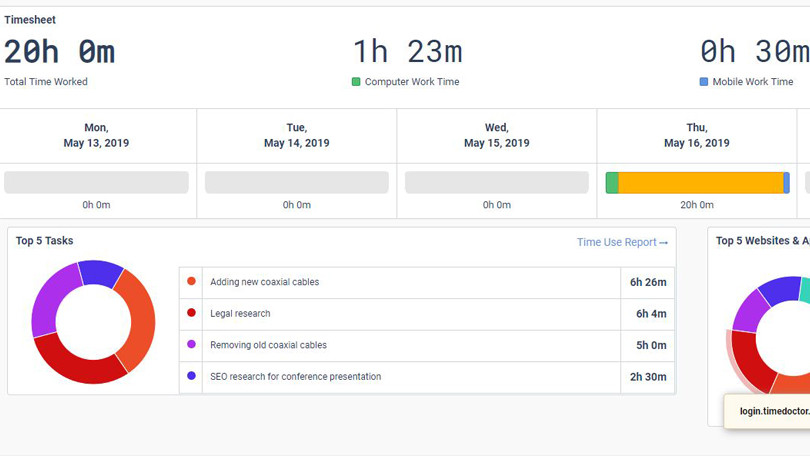 Timesheet
20h 0m
1h 23m
0h 30m
Total Time Worked
Computer Work Time
Mobile Work Time
Mon,
May 13, 2019
Tue,
May 14, 2019
Wed,
May 15, 2019
Thu,
May 16, 2019
0h 0m
0h 0m
0h 0m
20h 0m
Top 5 Tasks
Time Use Report →
Adding new coaxial cables
6h 26m
Legal research
6h 4m
Removing old coaxial cables
5h 0m
SEO research for conference presentation
2h 30m
Top 5 Websites & A
login.timedoctor.